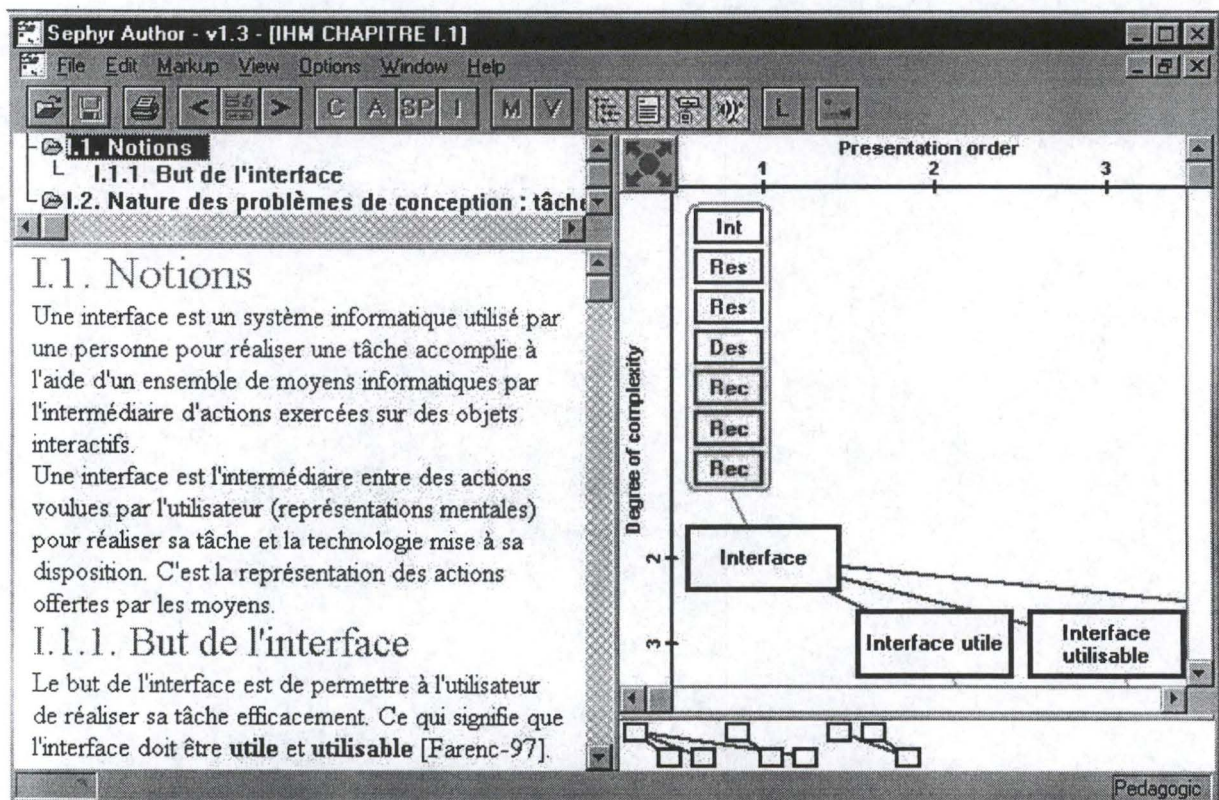 Sephyr Author - v1.3 - [IHM CHAPITRE I.1]
File Edit Markup View Options Window Help
< > C A SP I M V L
I.1. Notions
I.1.1. But de l'interface
I.2. Nature des problèmes de conception : tâche
I.1. Notions
Une interface est un système informatique utilisé par
une personne pour réaliser une tâche accomplie à
l'aide d'un ensemble de moyens informatiques par
l'intermédiaire d'actions exercées sur des objets
interactifs.
Une interface est l'intermédiaire entre des actions
voulues par l'utilisateur (représentations mentales)
pour réaliser sa tâche et la technologie mise à sa
disposition. C'est la représentation des actions
offertes par les moyens.
I.1.1. But de l'interface
Le but de l'interface est de permettre à l'utilisateur
de réaliser sa tâche efficacement. Ce qui signifie que
l'interface doit être utile et utilisable [Farenc-97].
Presentation order
1 2 3
Degree of complexity
2
3
Int
Res
Res
Des
Rec
Rec
Rec
Interface
Interface utile
Interface
utilisable
Pedagogic